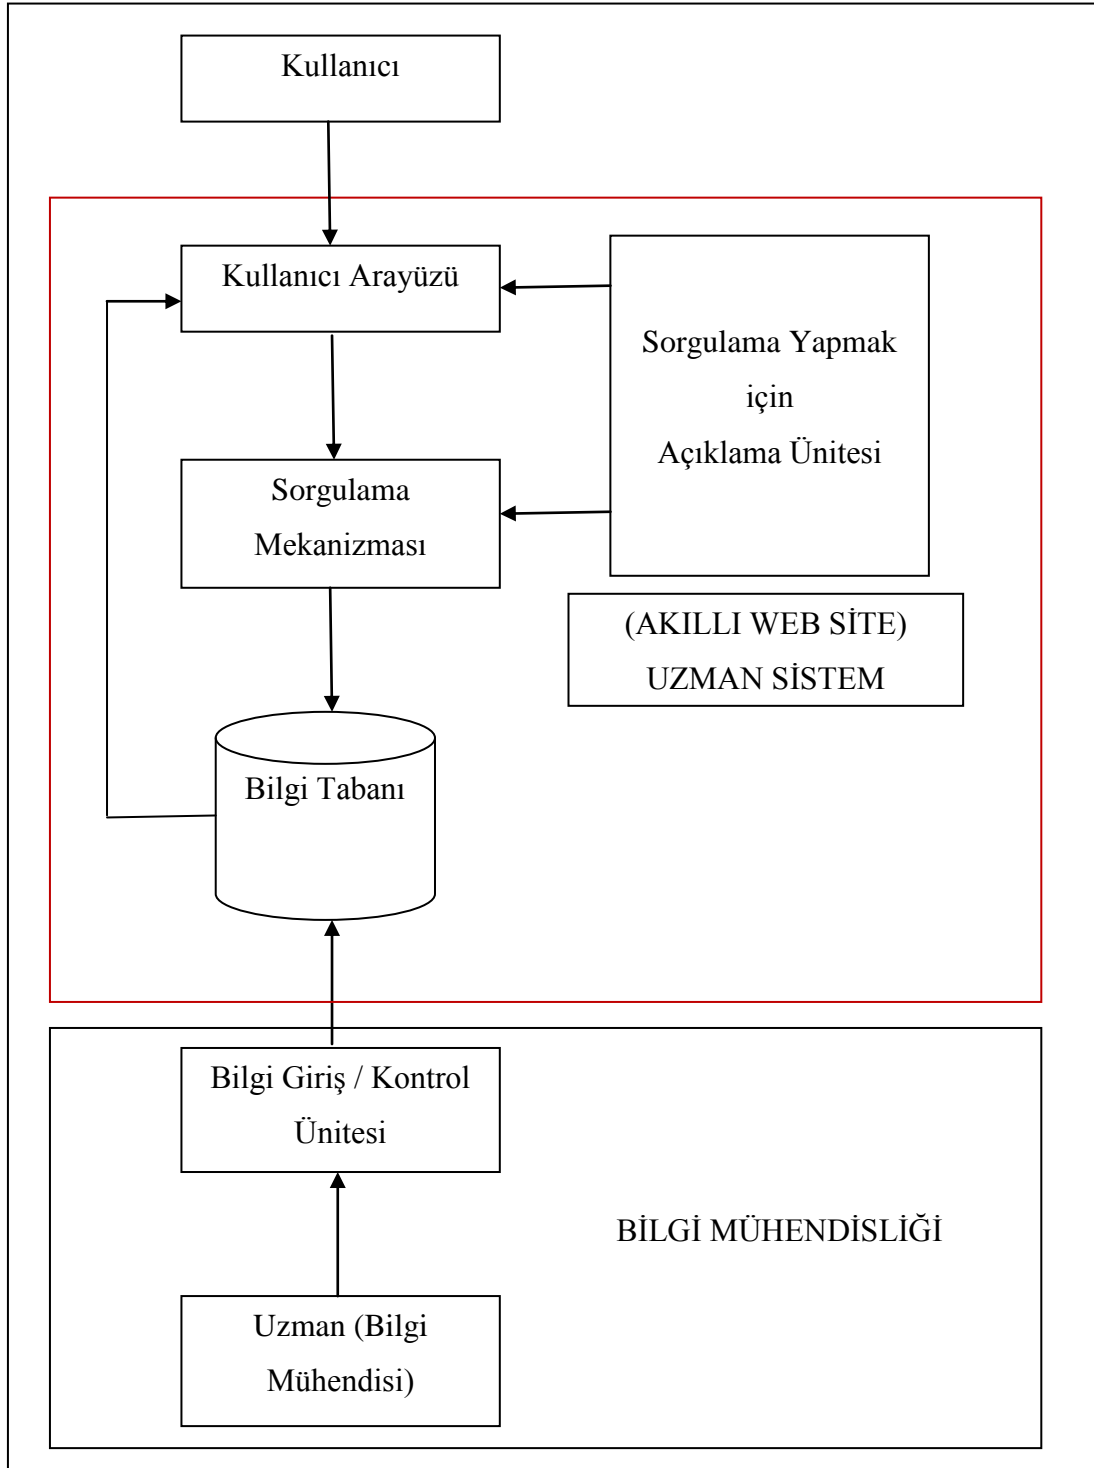 Kullanıcı
Kullanıcı Arayüzü
Sorgulama Yapmak
için
Açıklama Ünitesi
Sorgulama
Mekanizması
(AKILLI WEB SİTE)
UZMAN SİSTEM
Bilgi Tabanı
Bilgi Giriş / Kontrol
Ünitesi
BİLGİ MÜHENDİSLİĞİ
Uzman (Bilgi
Mühendisi)